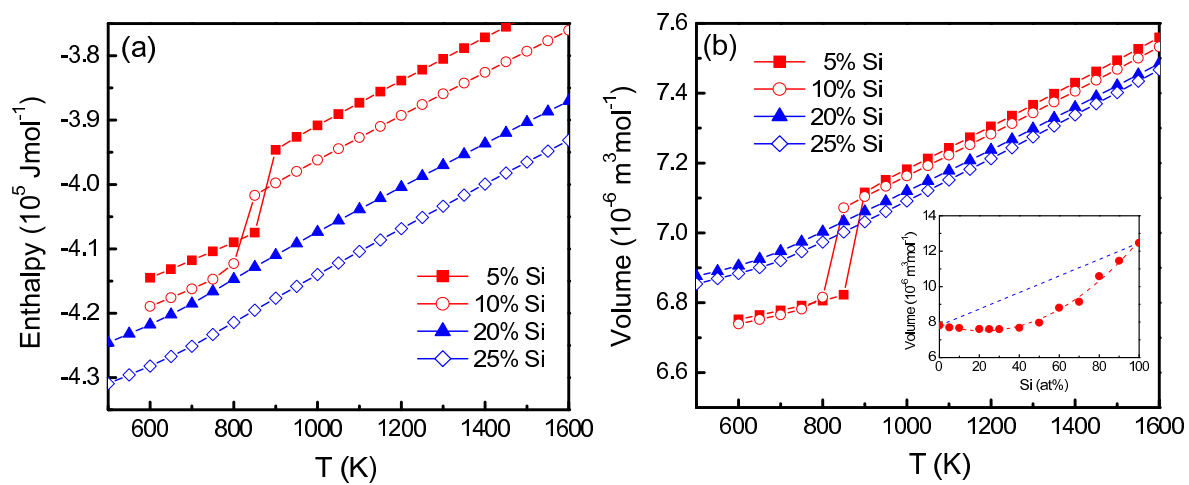 (a)
Enthalpy (10⁵ Jmol⁻¹)
-3.8
-3.9
-4.0
-4.1
-4.2
-4.3
5% Si
10% Si
20% Si
25% Si
600 800 1000 1200 1400 1600
T (K)
(b)
Volume (10⁻⁶ m³mol⁻¹)
7.6
7.4
7.2
7.0
6.8
6.6
5% Si
10% Si
20% Si
25% Si
Volume (10⁻⁶ m³mol⁻¹)
14
12
10
8
6
0 20 40 60 80 100
Si (at%)
600 800 1000 1200 1400 1600
T (K)